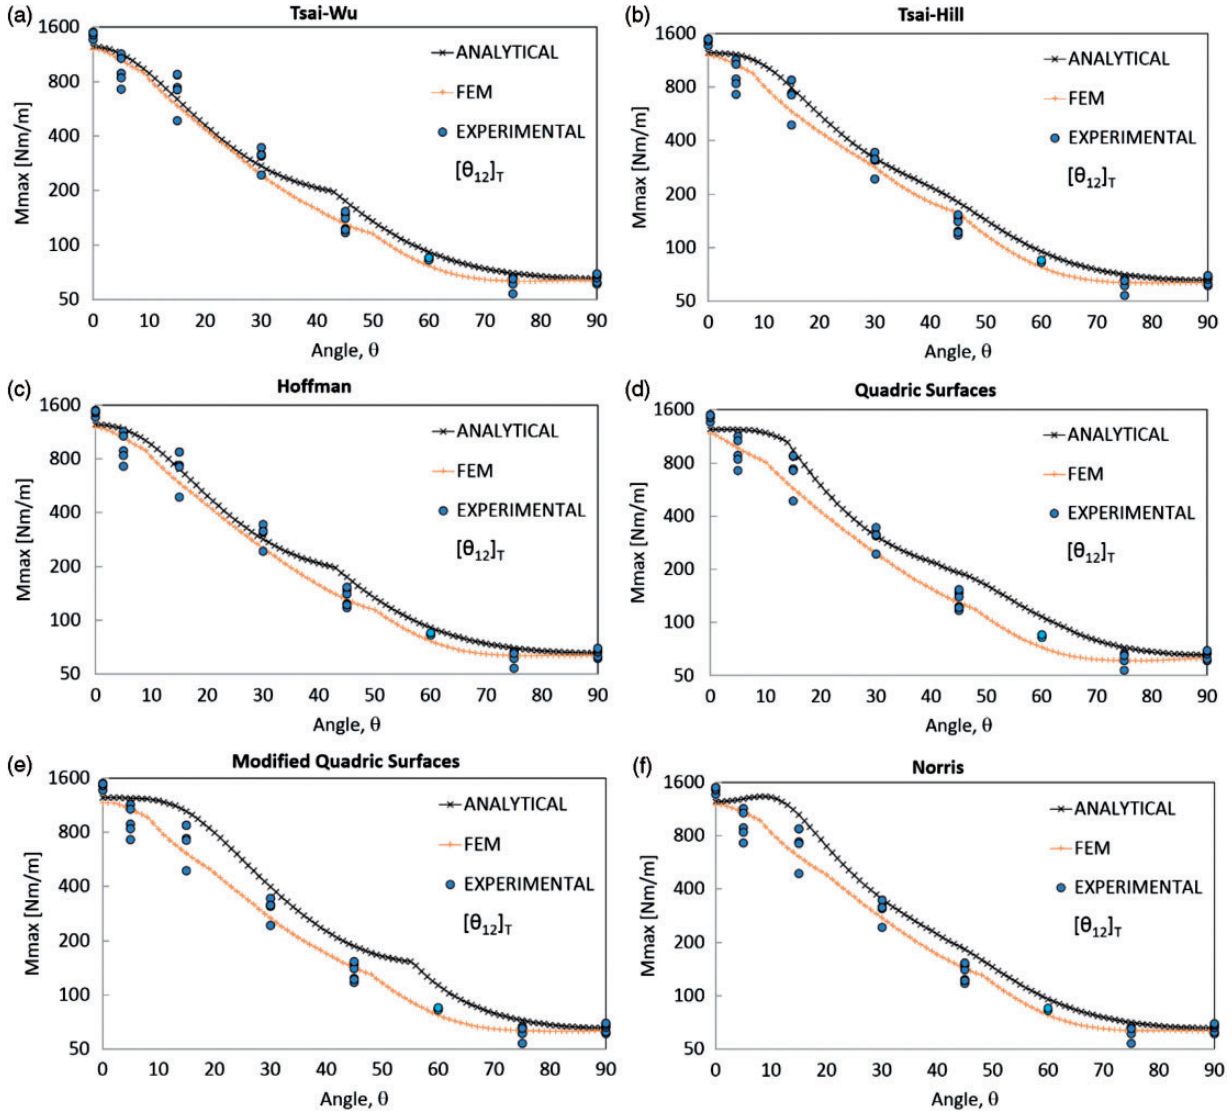 (a) Tsai-Wu
1600
800
400
200
100
50
Mmax [Nm/m]
ANALYTICAL
FEM
EXPERIMENTAL
[θ12]T
0 10 20 30 40 50 60 70 80 90
Angle, θ
(b) Tsai-Hill
1600
800
400
200
100
50
Mmax [Nm/m]
ANALYTICAL
FEM
EXPERIMENTAL
[θ12]T
0 10 20 30 40 50 60 70 80 90
Angle, θ
(c) Hoffman
1600
800
400
200
100
50
Mmax [Nm/m]
ANALYTICAL
FEM
EXPERIMENTAL
[θ12]T
0 10 20 30 40 50 60 70 80 90
Angle, θ
(d) Quadric Surfaces
1600
800
400
200
100
50
Mmax [Nm/m]
ANALYTICAL
FEM
EXPERIMENTAL
[θ12]T
0 10 20 30 40 50 60 70 80 90
Angle, θ
(e) Modified Quadric Surfaces
1600
800
400
200
100
50
Mmax [Nm/m]
ANALYTICAL
FEM
EXPERIMENTAL
[θ12]T
0 10 20 30 40 50 60 70 80 90
Angle, θ
(f) Norris
1600
800
400
200
100
50
Mmax [Nm/m]
ANALYTICAL
FEM
EXPERIMENTAL
[θ12]T
0 10 20 30 40 50 60 70 80 90
Angle, θ